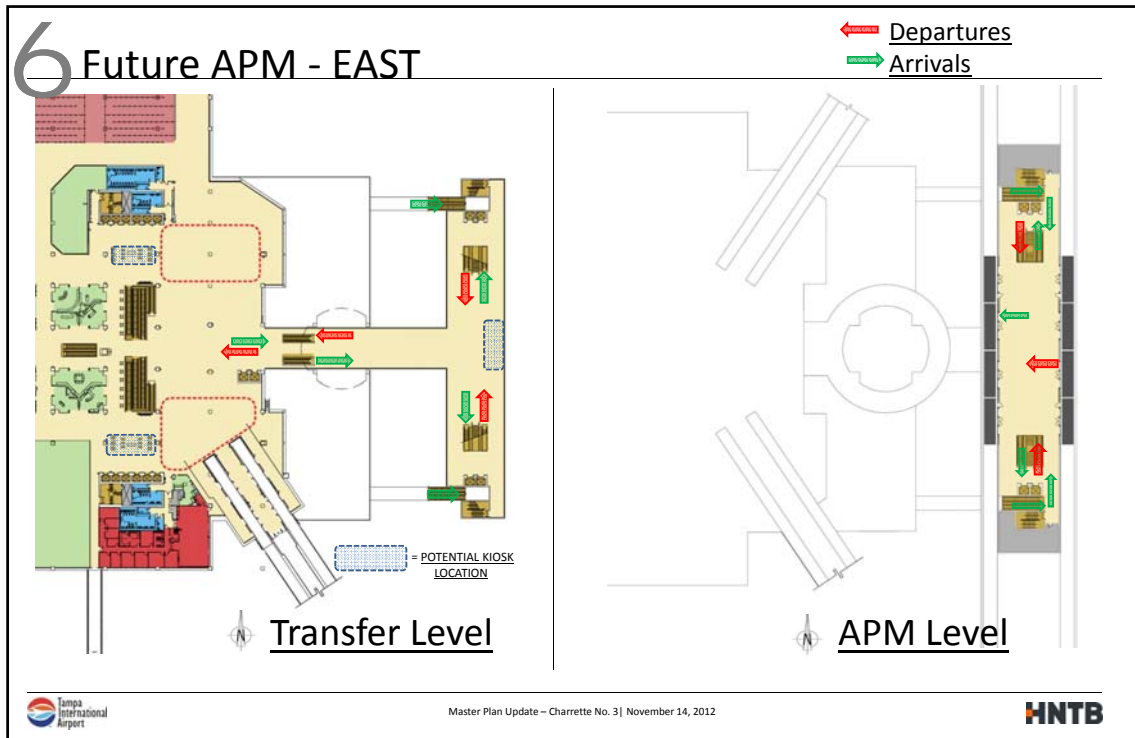 6 Future APM - EAST
Departures
Arrivals
= POTENTIAL KIOSK
LOCATION
N
Transfer Level
N
APM Level
Tampa
International
Airport
Master Plan Update – Charrette No. 3| November 14, 2012
HNTB